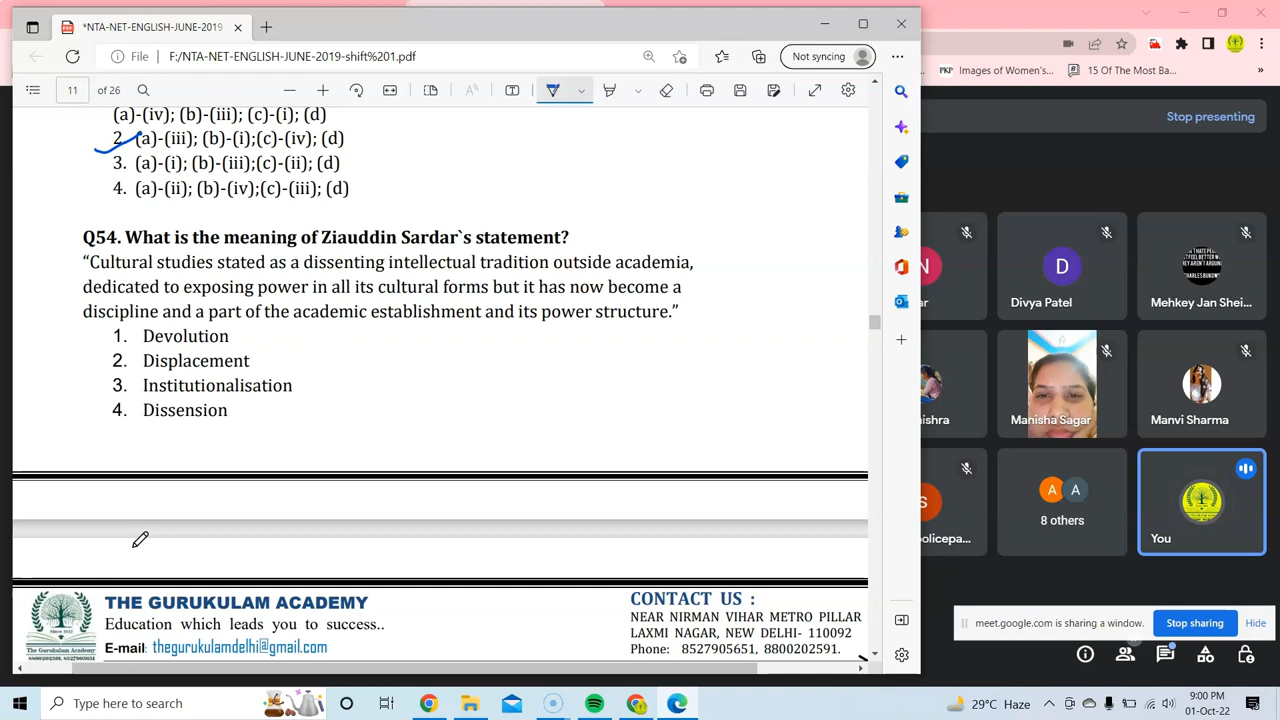 *NTA-NET-ENGLISH-JUNE-2019-
File F:/NTA-NET-ENGLISH-JUNE-2019-shift%201.pdf
Not syncing
11 of 26
(a)-(iv); (b)-(iii); (c)-(i); (d)
2. (a)-(iii); (b)-(i);(c)-(iv); (d)
3. (a)-(i); (b)-(iii);(c)-(ii); (d)
4. (a)-(ii); (b)-(iv);(c)-(iii); (d)
Q54. What is the meaning of Ziauddin Sardar`s statement?
“Cultural studies stated as a dissenting intellectual tradition outside academia,
dedicated to exposing power in all its cultural forms but it has now become a
discipline and a part of the academic establishment and its power structure.”
1. Devolution
2. Displacement
3. Institutionalisation
4. Dissension
THE GURUKULAM ACADEMY
Education which leads you to success..
E-mail: thegurukulamdelhi@gmail.com
CONTACT US :
NEAR NIRMAN VIHAR METRO PILLAR
LAXMI NAGAR, NEW DELHI- 110092
Phone: 8527905651, 8800202591.
PKP Images of Women's...
B 15 Of The Most Ba...
Stop presenting
N
D
Divya Patel
Mehkey Jan Shei...
Manisha Sagar
Manvi Sharma
S
A A
8 others
You
meet.google.com is sharing a window.
Stop sharing
Hide
Type here to search
29°C Haze
9:00 PM
01-Oct-22